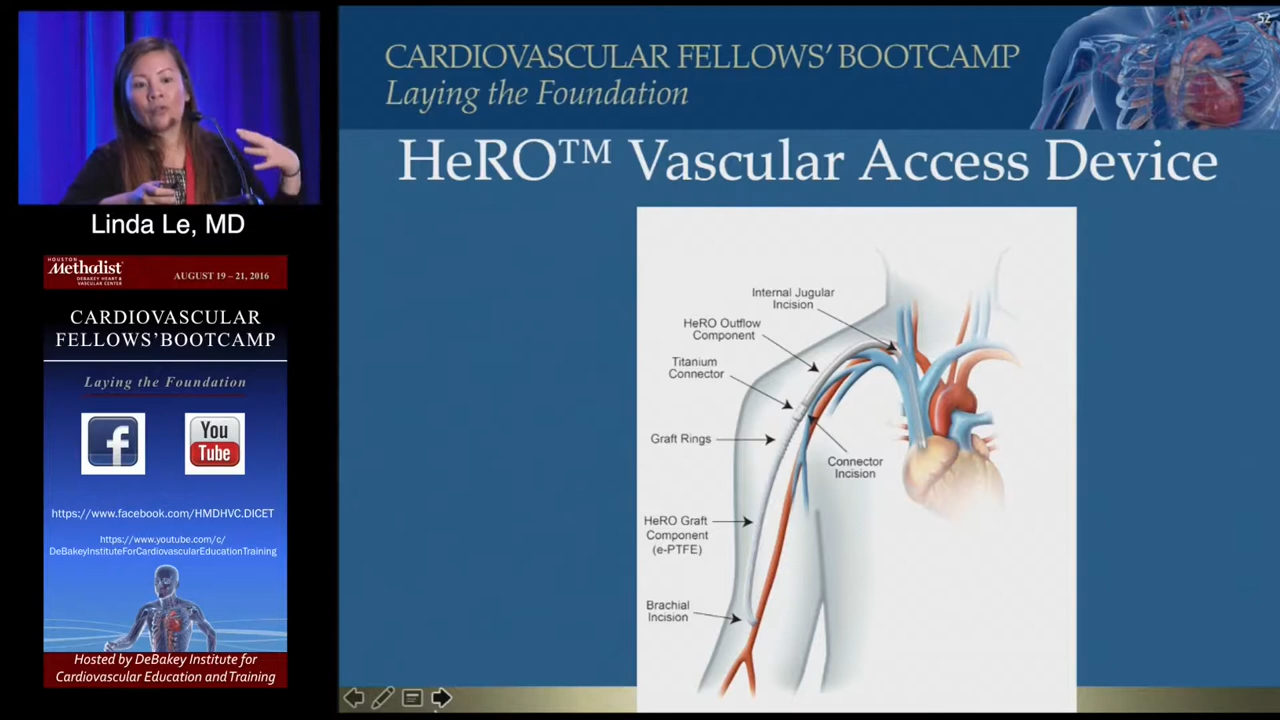 Linda Le, MD
HOUSTON
Methodist
DEBAKEY HEART &
VASCULAR CENTER
AUGUST 19 – 21, 2016
CARDIOVASCULAR
FELLOWS'BOOTCAMP
Laying the Foundation
You
Tube
https://www.facebook.com/HMDHVC.DICET
https://www.youtube.com/c/
DeBakeyInstituteForCardiovascularEducationTraining
Hosted by DeBakey Institute for
Cardiovascular Education and Training
52
CARDIOVASCULAR FELLOWS' BOOTCAMP
Laying the Foundation
HeRO™ Vascular Access Device
Internal Jugular
Incision
HeRO Outflow
Component
Titanium
Connector
Graft Rings
Connector
Incision
HeRO Graft
Component
(e-PTFE)
Brachial
Incision